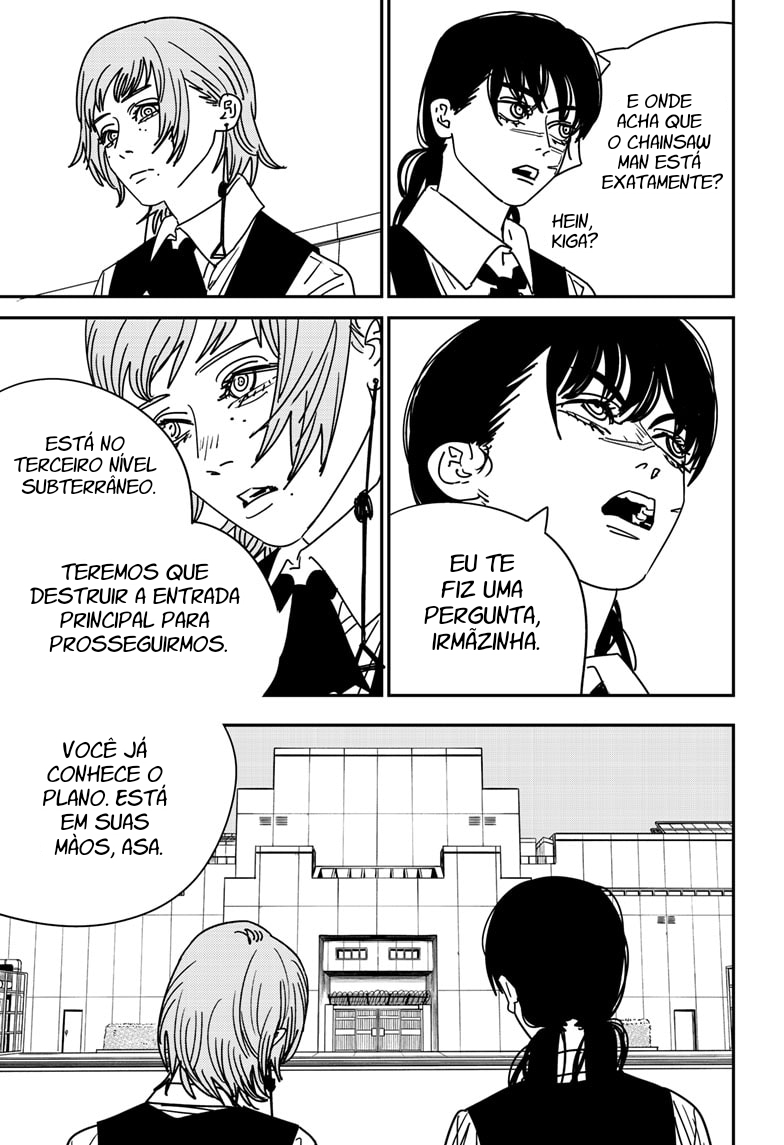 E ONDE
ACHA QUE
O CHAINSAW
MAN ESTÁ
EXATAMENTE?
HEIN,
KIGA?
EU TE
FIZ UMA
PERGUNTA,
IRMÃZINHA.
ESTÁ NO
TERCEIRO NÍVEL
SUBTERRÂNEO.
TEREMOS QUE
DESTRUIR A ENTRADA
PRINCIPAL PARA
PROSSEGUIRMOS.
VOCÊ JÁ
CONHECE O
PLANO. ESTÁ
EM SUAS
MÀOS, ASA.